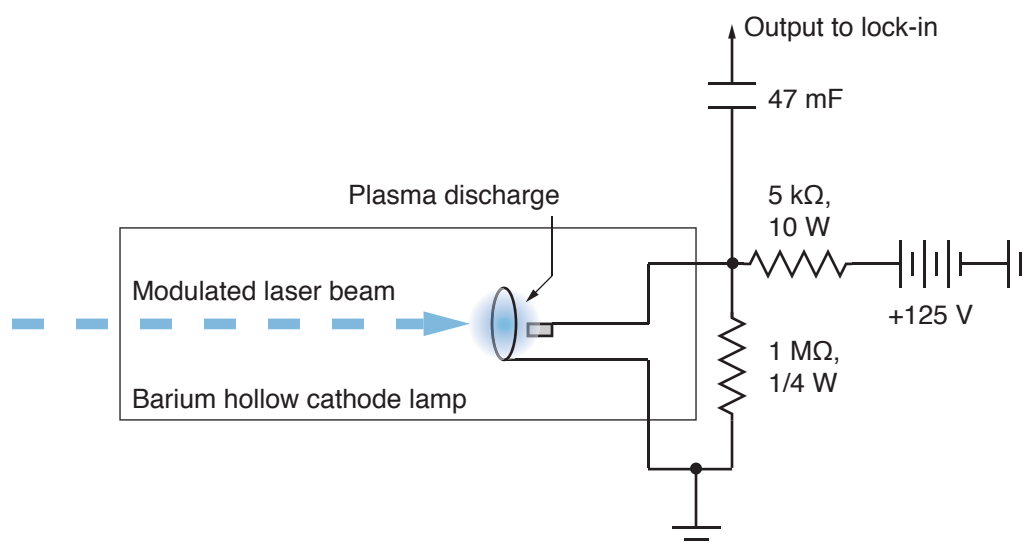 Output to lock-in
47 mF
Plasma discharge
5 kΩ,
10 W
Modulated laser beam
+125 V
1 MΩ,
1/4 W
Barium hollow cathode lamp